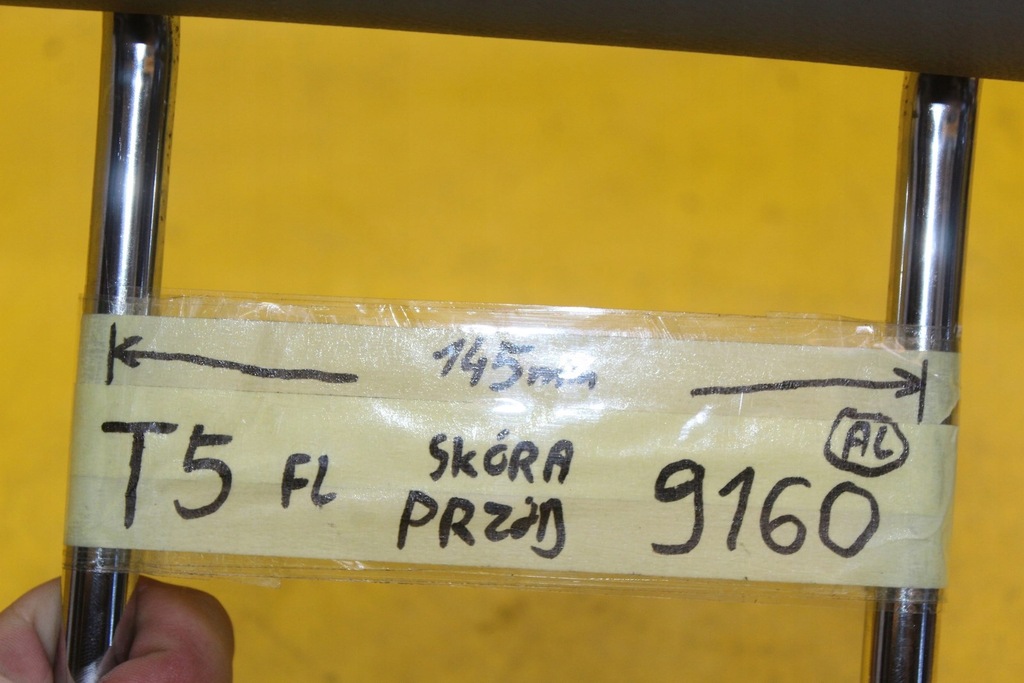 145mm
T5 FL SKÓRA PRZÓD 9160 AL